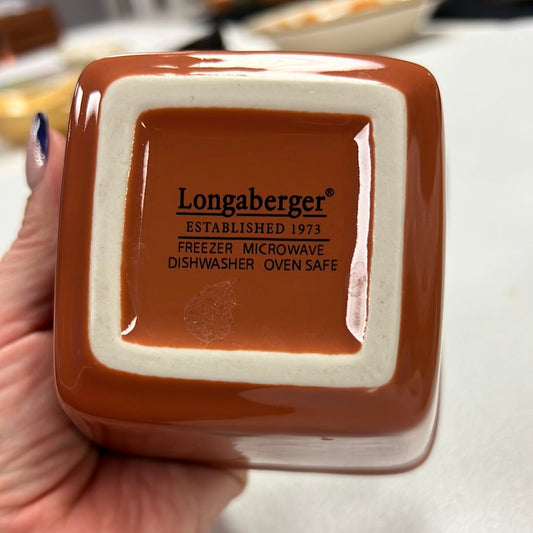 Longaberger®
ESTABLISHED 1973
FREEZER MICROWAVE
DISHWASHER OVEN SAFE